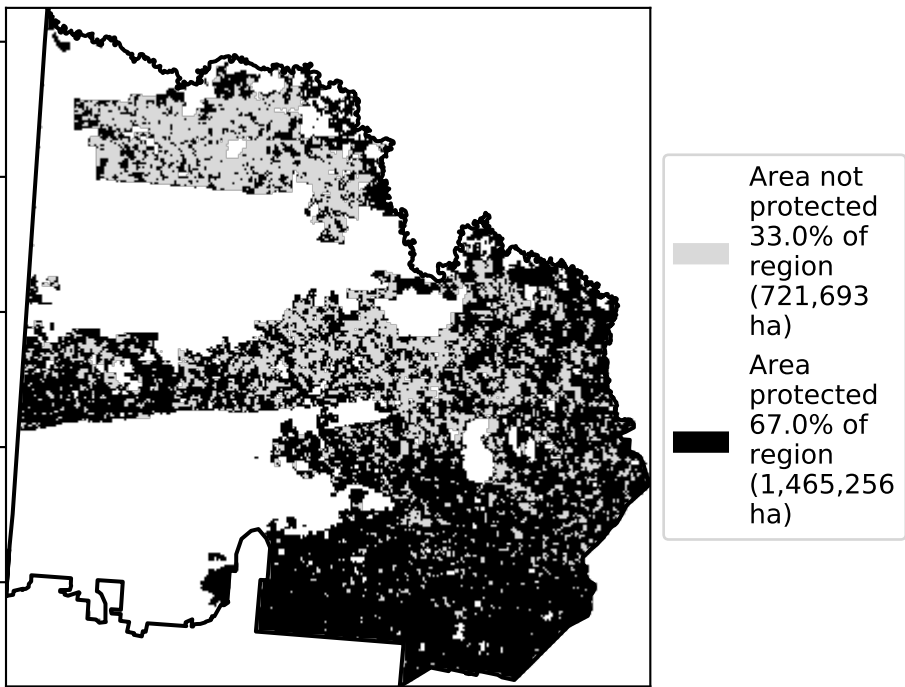 Area not
protected
33.0% of
region
(721,693
ha)
Area
protected
67.0% of
region
(1,465,256
ha)